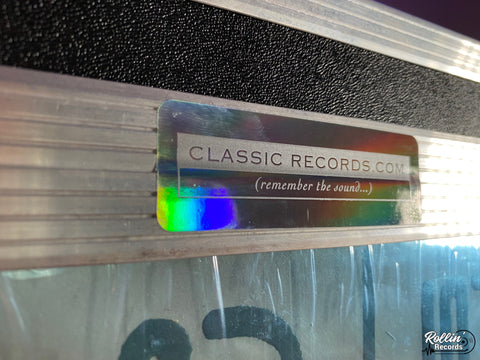 CLASSIC RECORDS.COM
(remember the sound...)
Rollin'
Records